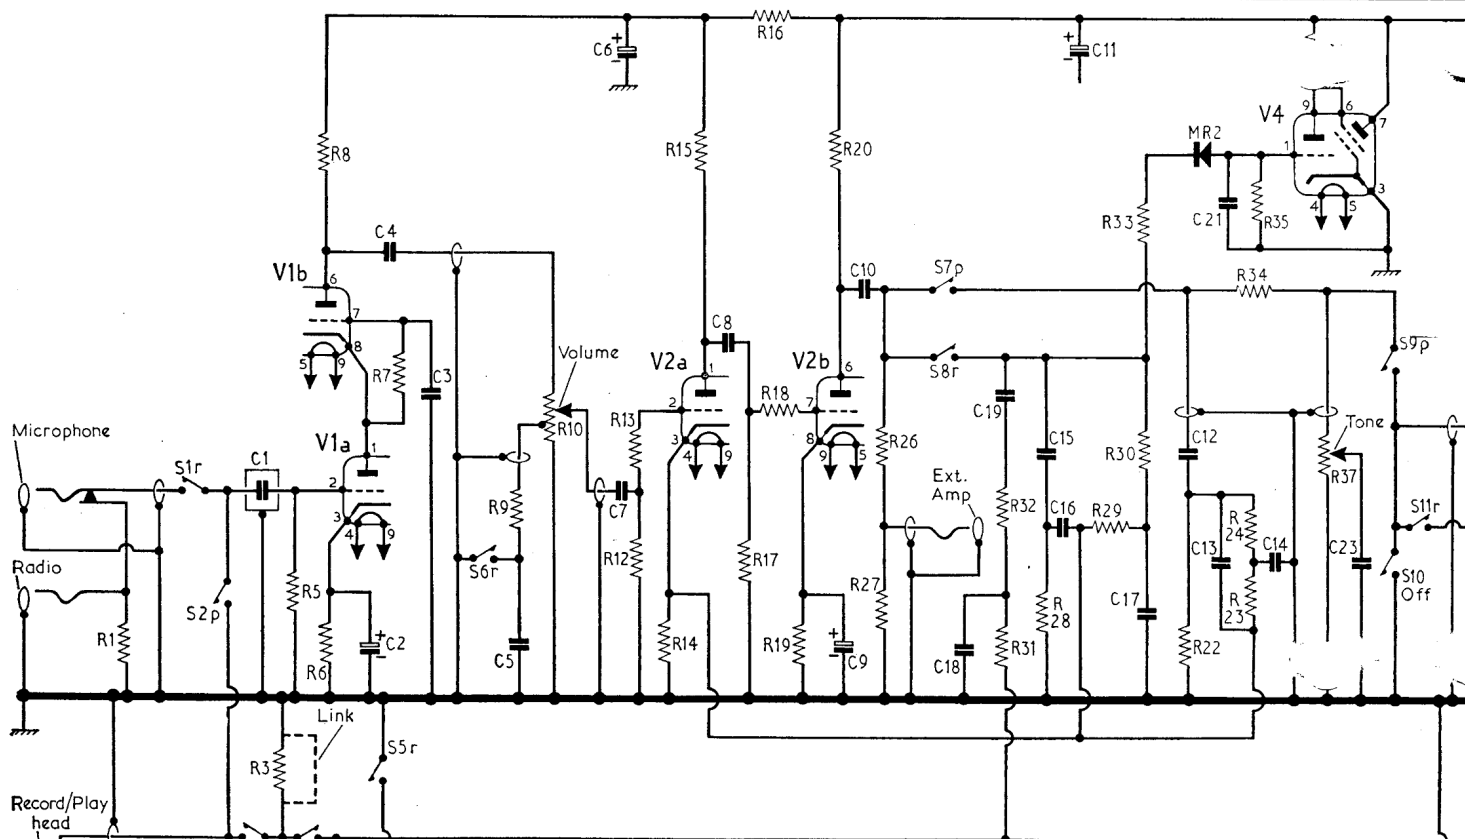 R16
C6
+
-
+
-
C11
V4
9
6
7
1
3
4
5
R8
R15
R20
MR2
C21
R35
R33
C4
V1b
6
7
8
5
9
R7
C3
C10
S7p
R34
C8
S8r
S9p
Volume
R10
V2a
1
2
3
4
9
R18
V2b
6
7
8
9
5
C19
R13
R26
C15
R30
C12
Tone
R37
Microphone
S1r
C1
V1a
1
2
3
4
9
R9
C7
Ext.
Amp
R32
C16
R29
R
24
S11r
Radio
S2p
R5
S6r
R12
R17
R27
C13
C14
C23
S10
Off
R
28
C17
R
23
R1
R6
+
-
C2
C5
R14
R19
+
-
C9
C18
R31
R22
Link
R3
S5r
Record/Play
head